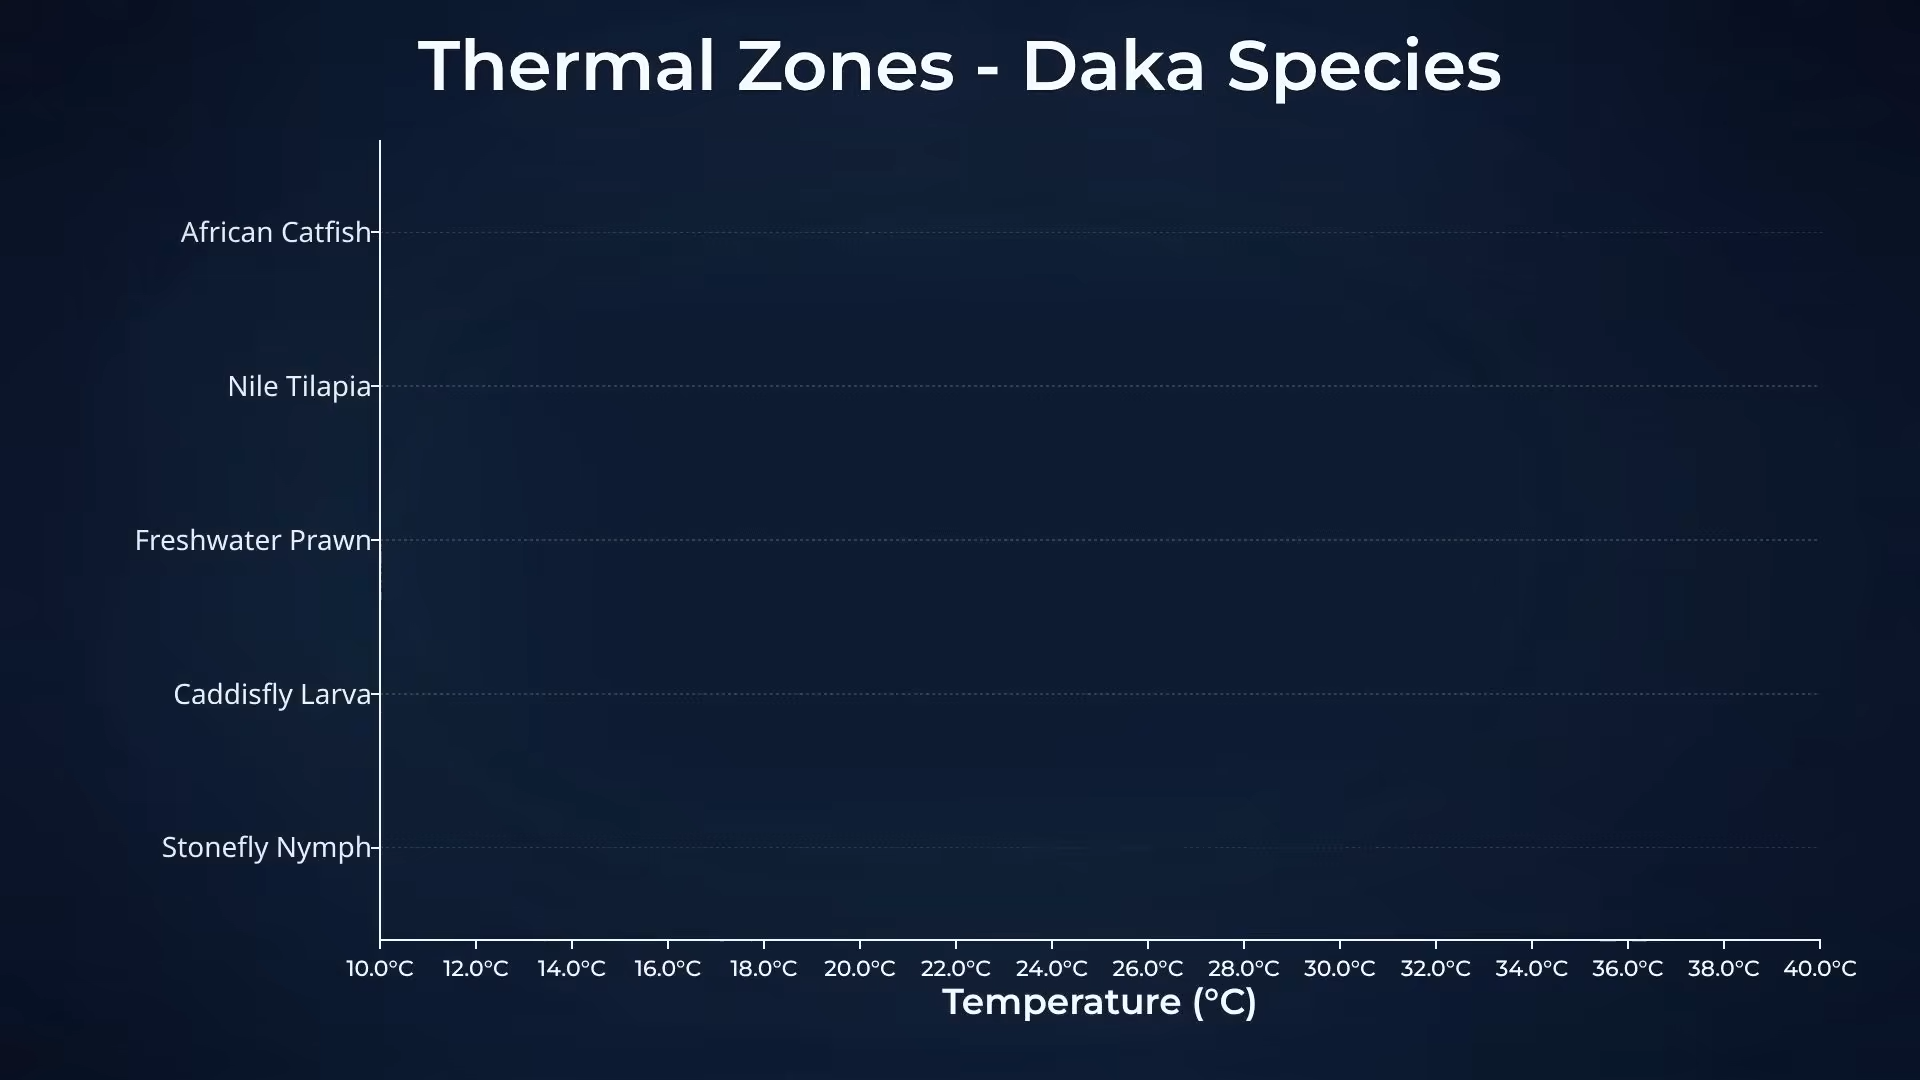 Thermal Zones - Daka Species
African Catfish
Nile Tilapia
Freshwater Prawn
Caddisfly Larva
Stonefly Nymph
10.0°C 12.0°C 14.0°C 16.0°C 18.0°C 20.0°C 22.0°C 24.0°C 26.0°C 28.0°C 30.0°C 32.0°C 34.0°C 36.0°C 38.0°C 40.0°C
Temperature (°C)